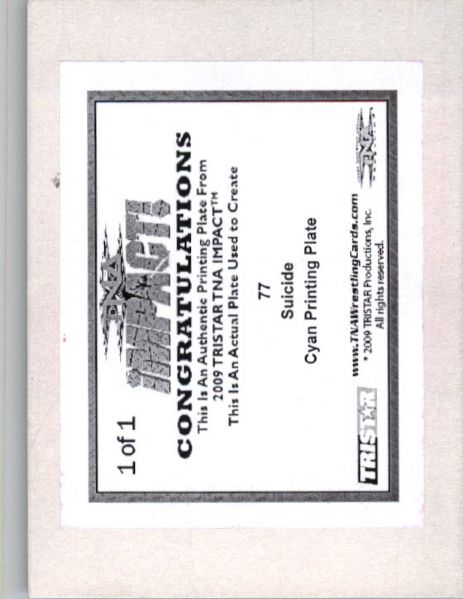 1 of 1
TNA
IMPACT!
CONGRATULATIONS
This Is An Authentic Printing Plate From
2009 TRISTAR TNA IMPACT™
This Is An Actual Plate Used to Create
77
Suicide
Cyan Printing Plate
www.TNAWrestlingCards.com
* 2009 TRISTAR Productions, Inc.
All rights reserved.
TRISTAR
TNA